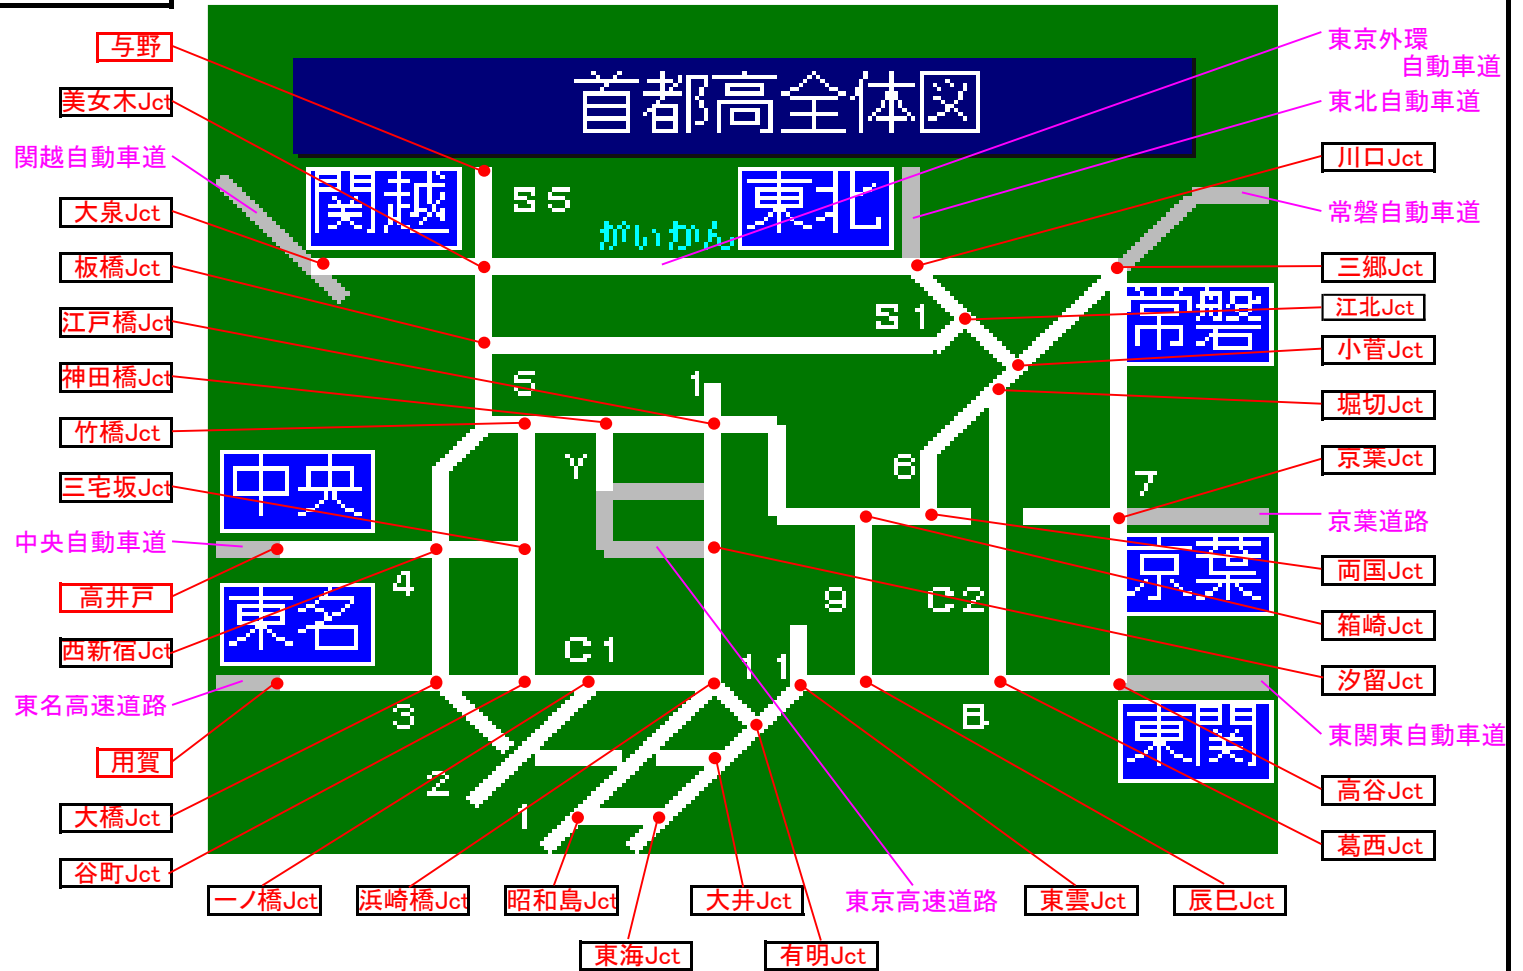 首都高全体図
与野
美女木Jct
関越自動車道
大泉Jct
板橋Jct
江戸橋Jct
神田橋Jct
竹橋Jct
三宅坂Jct
中央自動車道
高井戸
西新宿Jct
東名高速道路
用賀
大橋Jct
谷町Jct
関越
S5
がいかん
東北
S1
常磐
5
1
Y
6
7
中央
4
東名
9
C2
京葉
C1
11
3
B
東関
2
1
東京外環
自動車道
東北自動車道
川口Jct
常磐自動車道
三郷Jct
江北Jct
小菅Jct
堀切Jct
京葉Jct
京葉道路
両国Jct
箱崎Jct
汐留Jct
東関東自動車道
高谷Jct
葛西Jct
一ノ橋Jct
浜崎橋Jct
昭和島Jct
大井Jct
東京高速道路
東雲Jct
辰巳Jct
東海Jct
有明Jct